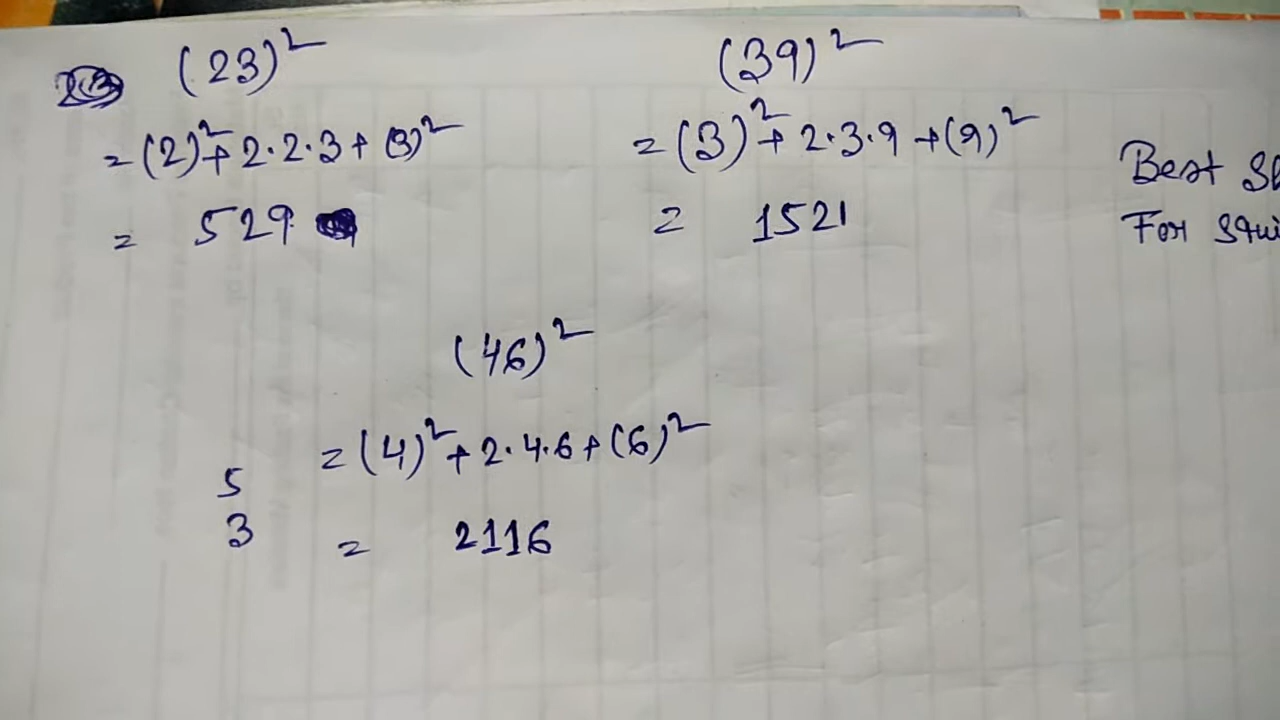 (23)²
= (2)² + 2·2·3 + (3)²
= 529
(39)²
= (3)² + 2·3·9 + (9)²
= 1521
Best
For
(46)²
= (4)² + 2·4·6 + (6)²
= 2116
5
3